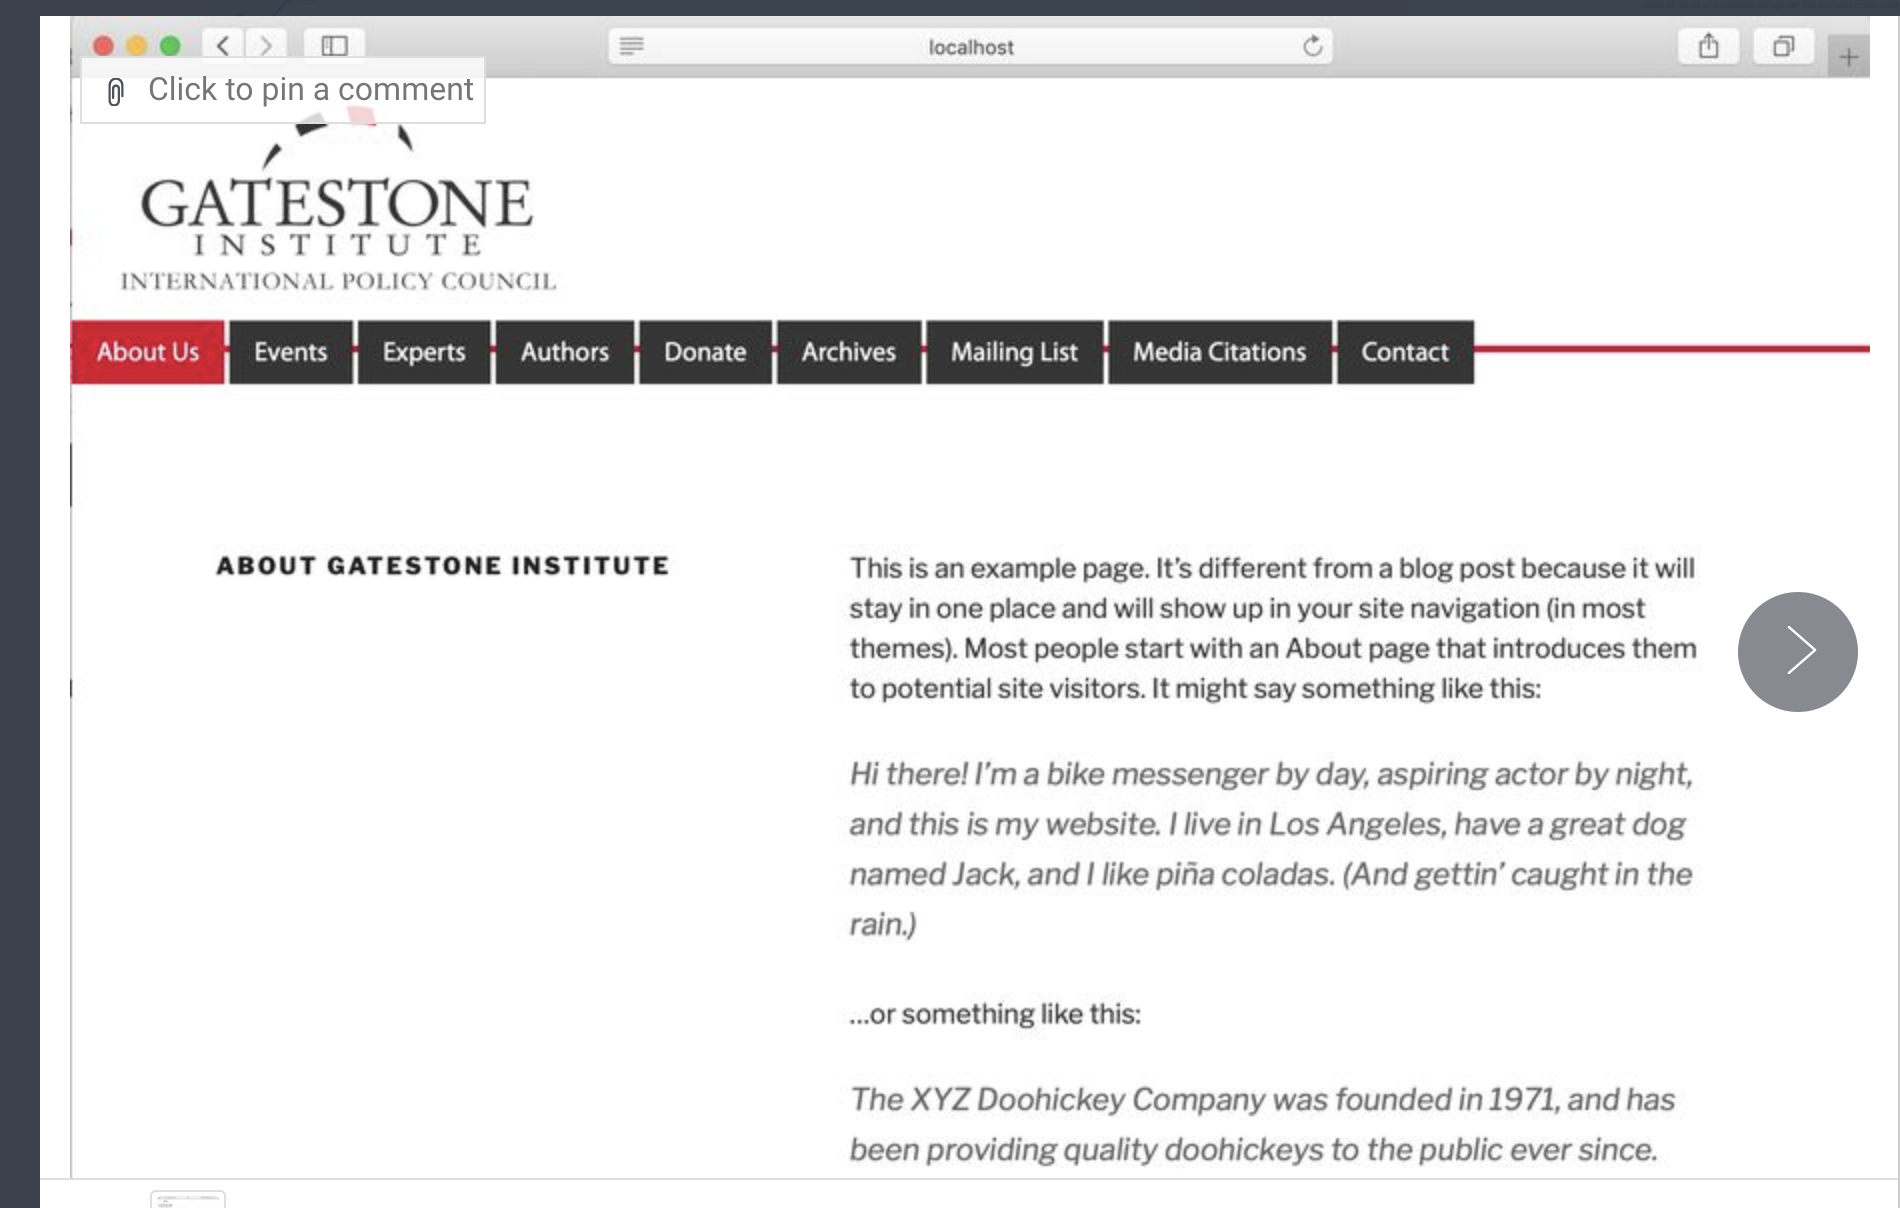 localhost
Click to pin a comment
GATESTONE
INSTITUTE
INTERNATIONAL POLICY COUNCIL
About Us Events Experts Authors Donate Archives Mailing List Media Citations Contact
ABOUT GATESTONE INSTITUTE
This is an example page. It’s different from a blog post because it will
stay in one place and will show up in your site navigation (in most
themes). Most people start with an About page that introduces them
to potential site visitors. It might say something like this:
Hi there! I’m a bike messenger by day, aspiring actor by night,
and this is my website. I live in Los Angeles, have a great dog
named Jack, and I like piña coladas. (And gettin’ caught in the
rain.)
…or something like this:
The XYZ Doohickey Company was founded in 1971, and has
been providing quality doohickeys to the public ever since.